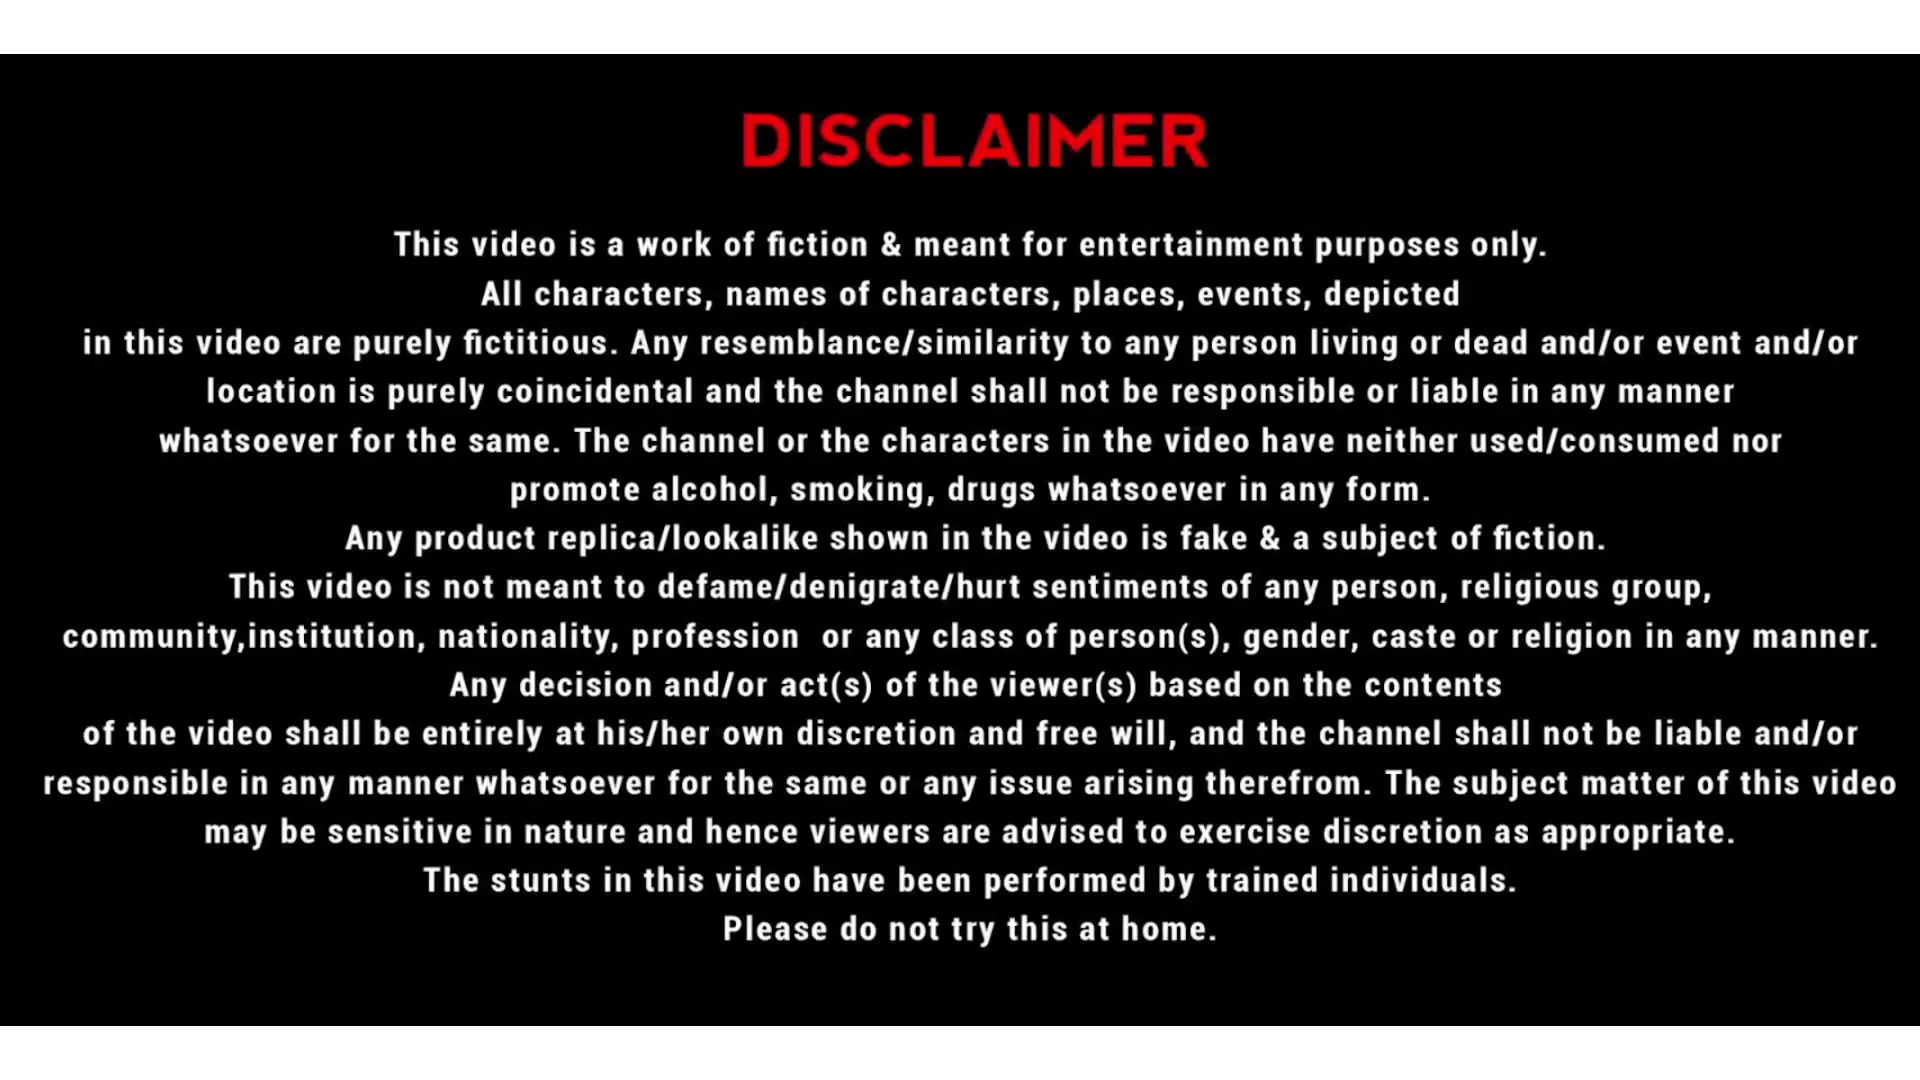 DISCLAIMER
This video is a work of fiction & meant for entertainment purposes only.
All characters, names of characters, places, events, depicted
in this video are purely fictitious. Any resemblance/similarity to any person living or dead and/or event and/or
location is purely coincidental and the channel shall not be responsible or liable in any manner
whatsoever for the same. The channel or the characters in the video have neither used/consumed nor
promote alcohol, smoking, drugs whatsoever in any form.
Any product replica/lookalike shown in the video is fake & a subject of fiction.
This video is not meant to defame/denigrate/hurt sentiments of any person, religious group,
community,institution, nationality, profession  or any class of person(s), gender, caste or religion in any manner.
Any decision and/or act(s) of the viewer(s) based on the contents
of the video shall be entirely at his/her own discretion and free will, and the channel shall not be liable and/or
responsible in any manner whatsoever for the same or any issue arising therefrom. The subject matter of this video
may be sensitive in nature and hence viewers are advised to exercise discretion as appropriate.
The stunts in this video have been performed by trained individuals.
Please do not try this at home.